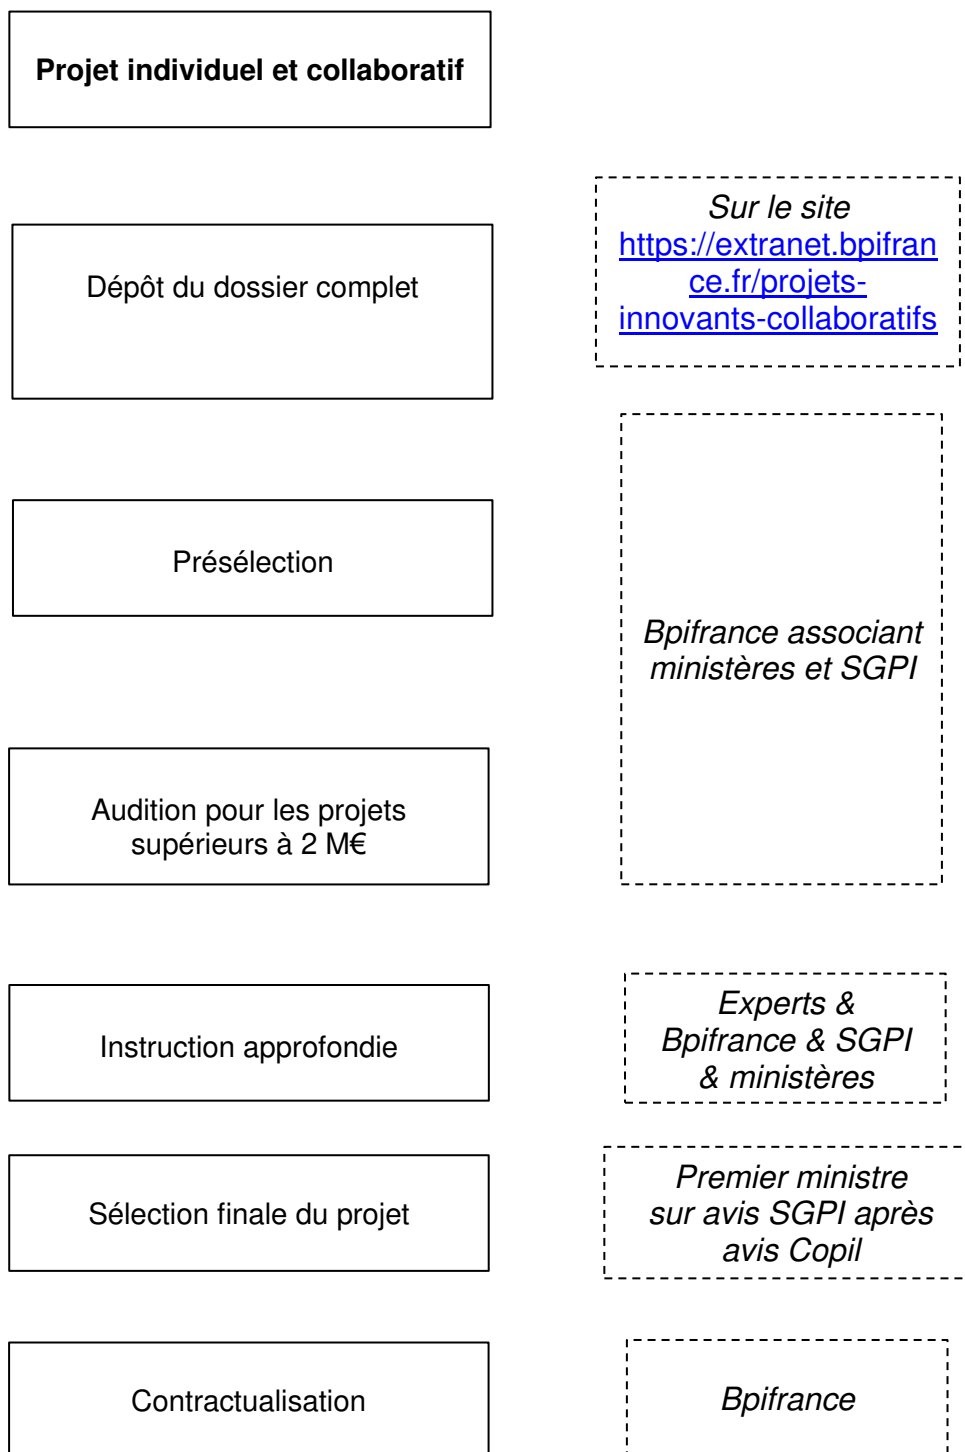 Projet individuel et collaboratif
Sur le site
https://extranet.bpifran
ce.fr/projets-
innovants-collaboratifs
Dépôt du dossier complet
Présélection
Bpifrance associant
ministères et SGPI
Audition pour les projets
supérieurs à 2 M€
Instruction approfondie
Experts &
Bpifrance & SGPI
& ministères
Sélection finale du projet
Premier ministre
sur avis SGPI après
avis Copil
Contractualisation
Bpifrance